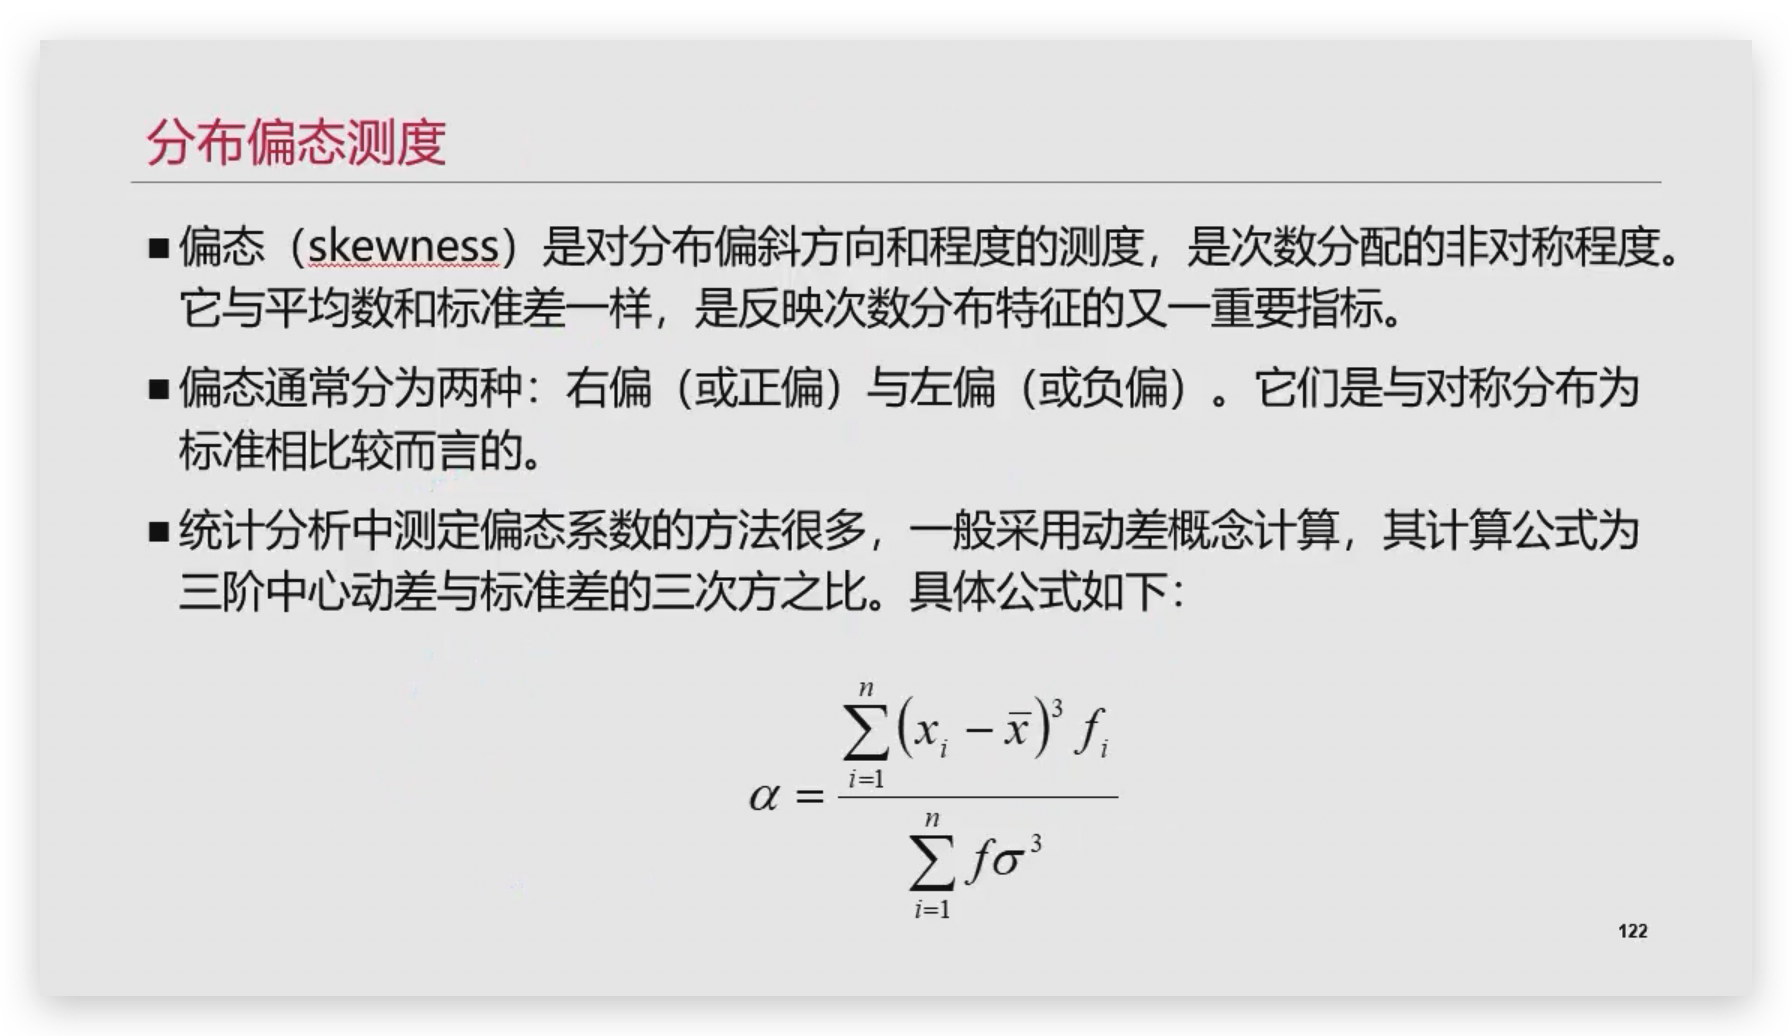 分布偏态测度
■偏态（skewness）是对分布偏斜方向和程度的测度，是次数分配的非对称程度。
它与平均数和标准差一样，是反映次数分布特征的又一重要指标。
■偏态通常分为两种：右偏（或正偏）与左偏（或负偏）。它们是与对称分布为
标准相比较而言的。
■统计分析中测定偏态系数的方法很多，一般采用动差概念计算，其计算公式为
三阶中心动差与标准差的三次方之比。具体公式如下：
α = \frac{\sum_{i=1}^{n} (x_i - \bar{x})^3 f_i}{\sum_{i=1}^{n} fσ^3}
122